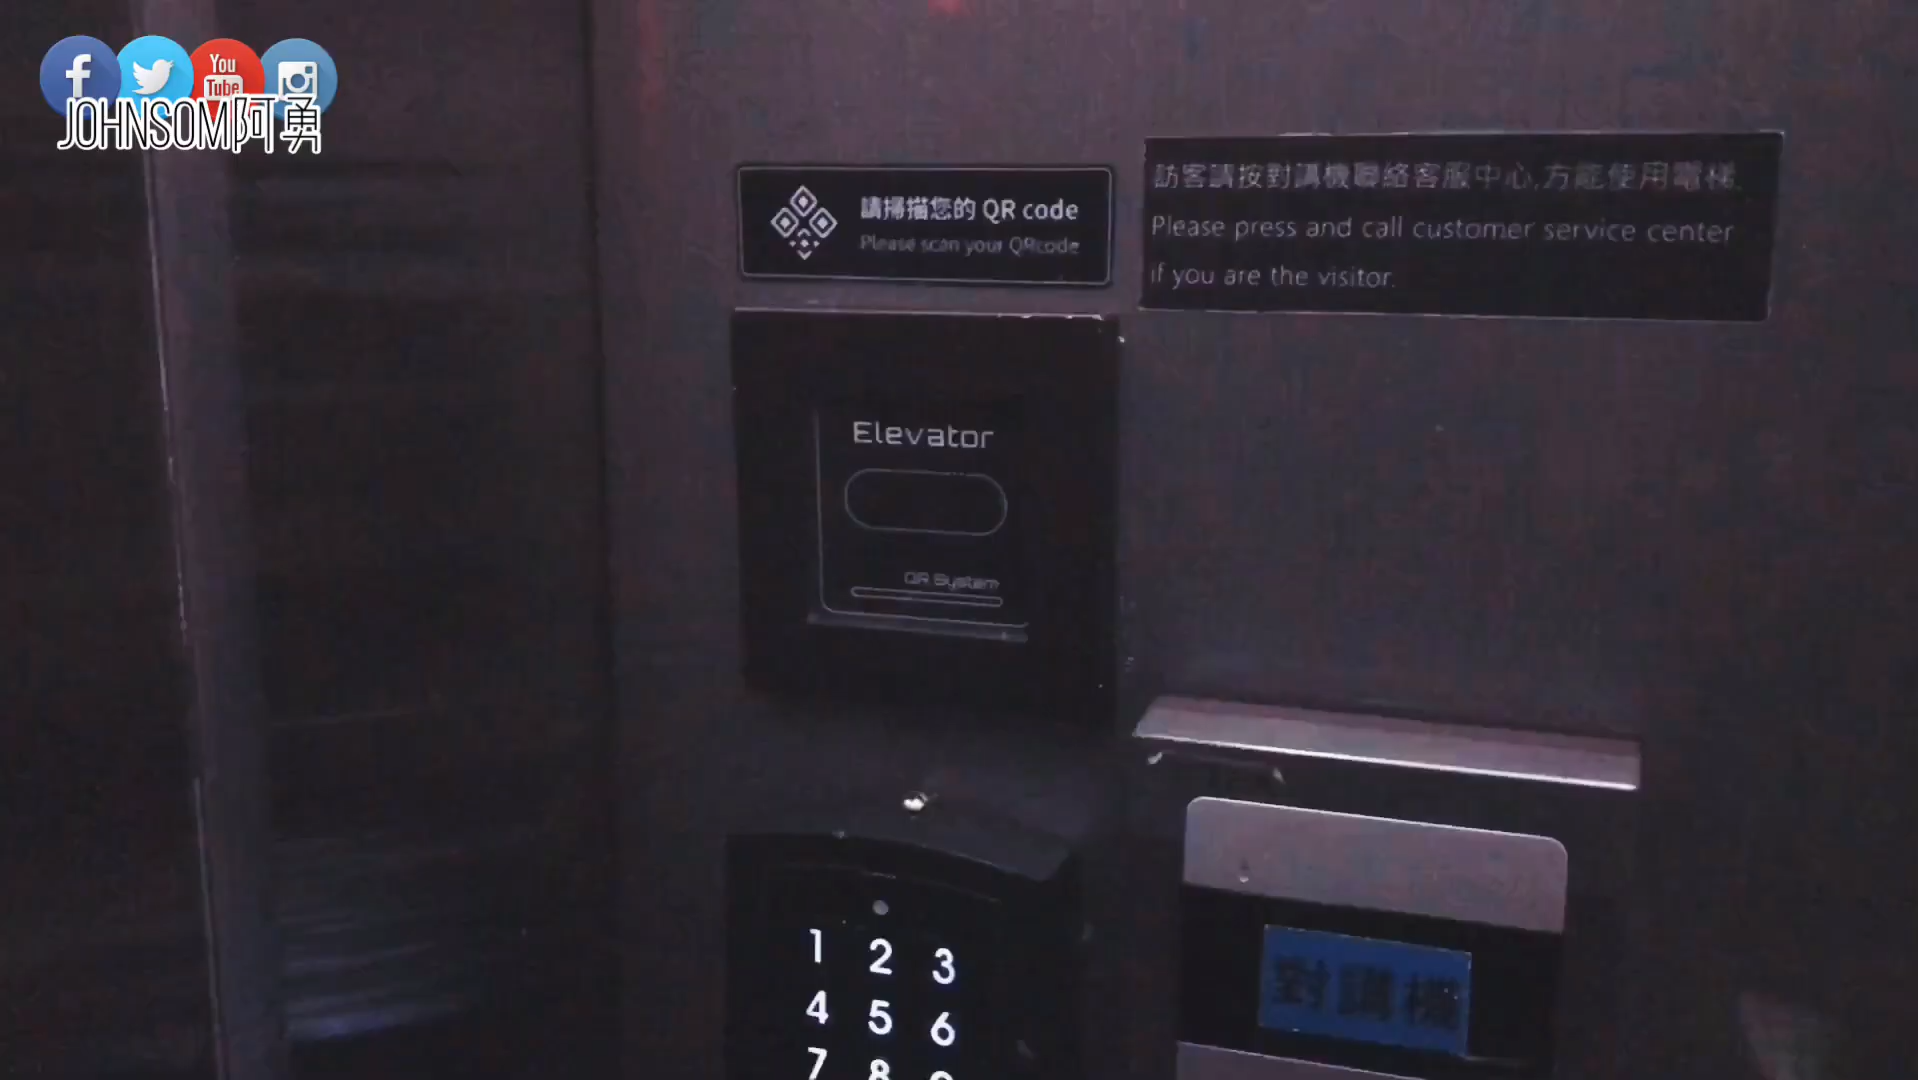 You
Tube
JOHNSOM阿勇
請掃描您的 QR code
Please scan your QRcode
訪客請按對講機聯絡客服中心,方能使用電梯.
Please press and call customer service center
if you are the visitor.
Elevator
QR System
1 2 3
4 5 6
7 8 9
對講機